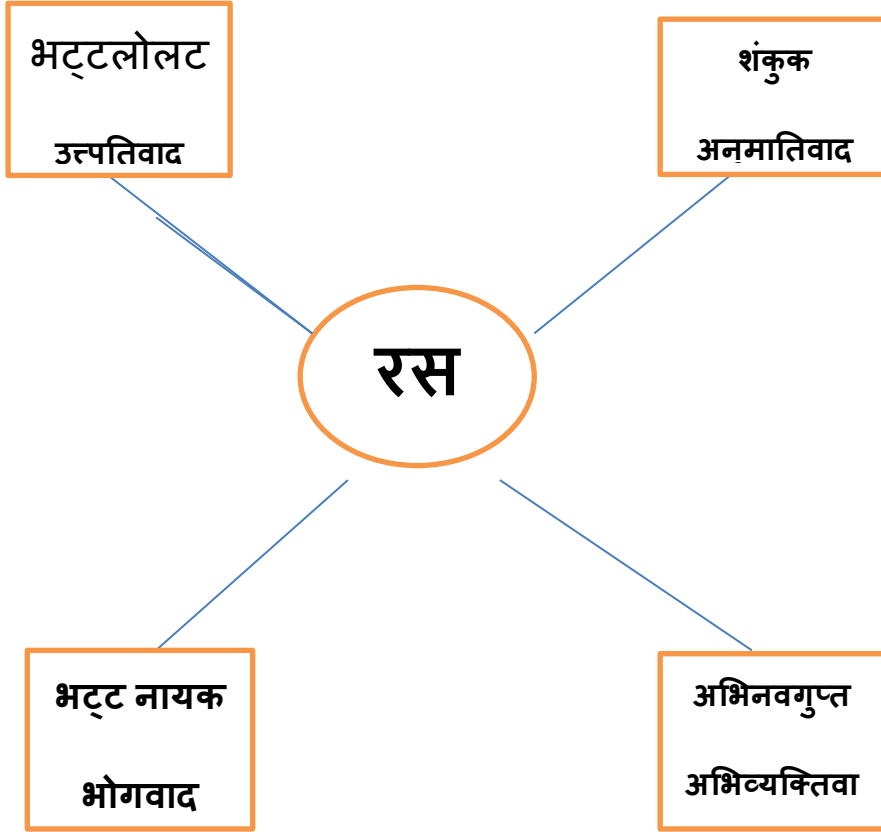 भट्टलोलट
उत्त्पतिवाद
शंकुक
अनुमातिवाद
रस
भट्ट नायक
भोगवाद
अभिनवगुप्त
अभिव्यक्तिवा